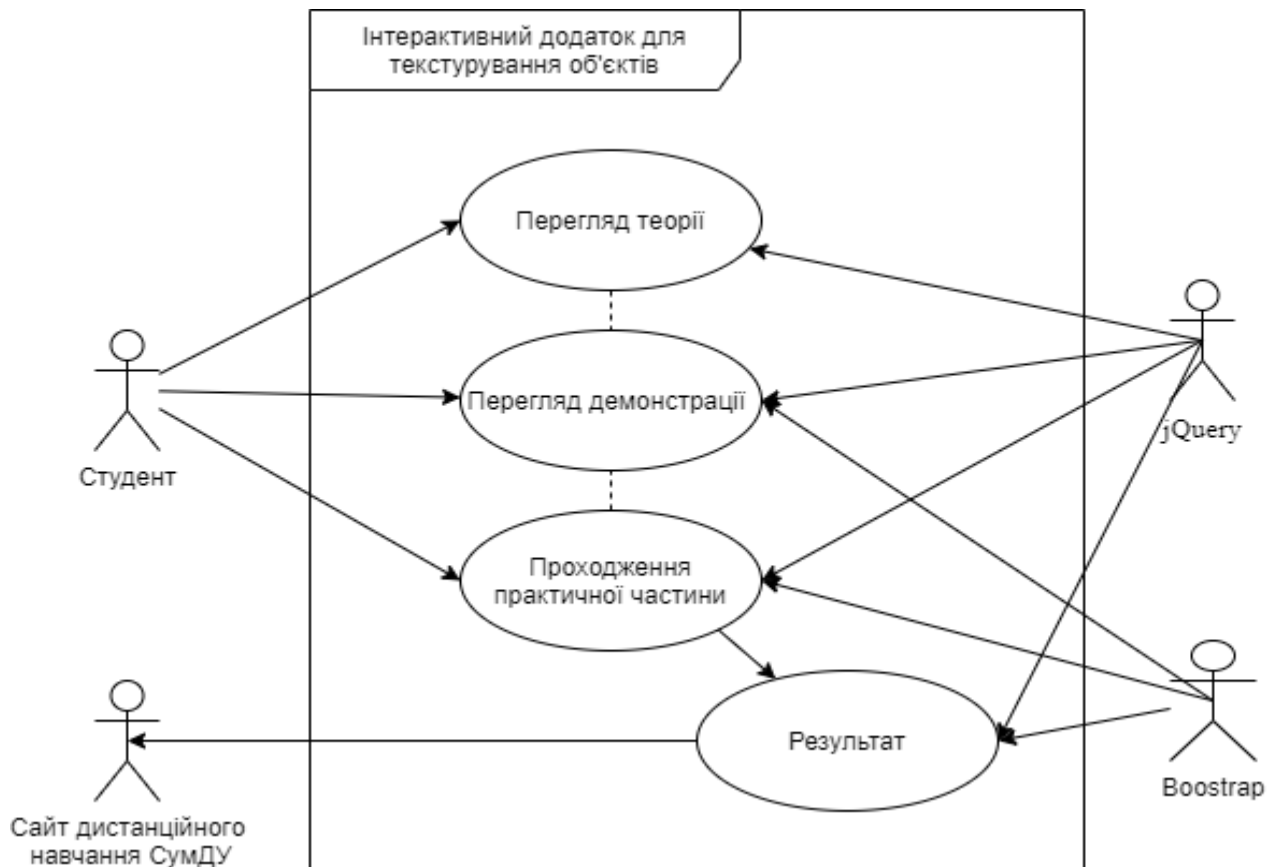 Інтерактивний додаток для
текстурування об'єктів
Перегляд теорії
Перегляд демонстрації
jQuery
Студент
Проходження
практичної частини
Результат
Boostrap
Сайт дистанційного
навчання СумДУ